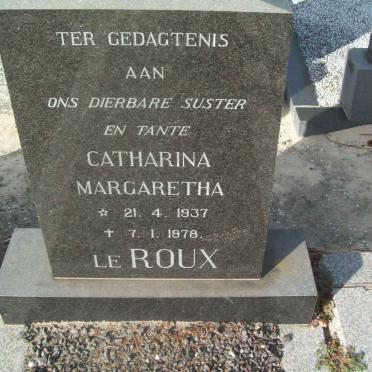 TER GEDAGTENIS
AAN
ONS DIERBARE SUSTER
EN TANTE
CATHARINA
MARGARETHA
☆ 21. 4. 1937
✝ 7. 1. 1978.
LE ROUX